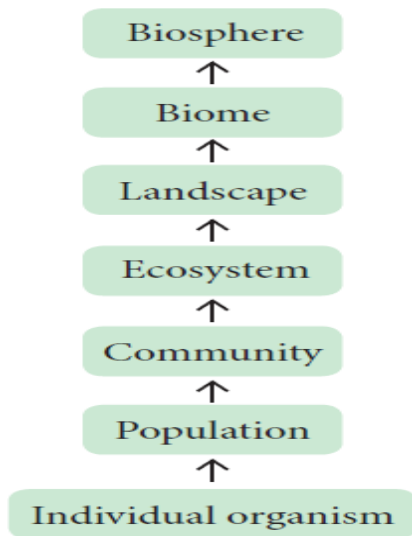 Biosphere
Biome
Landscape
Ecosystem
Community
Population
Individual organism